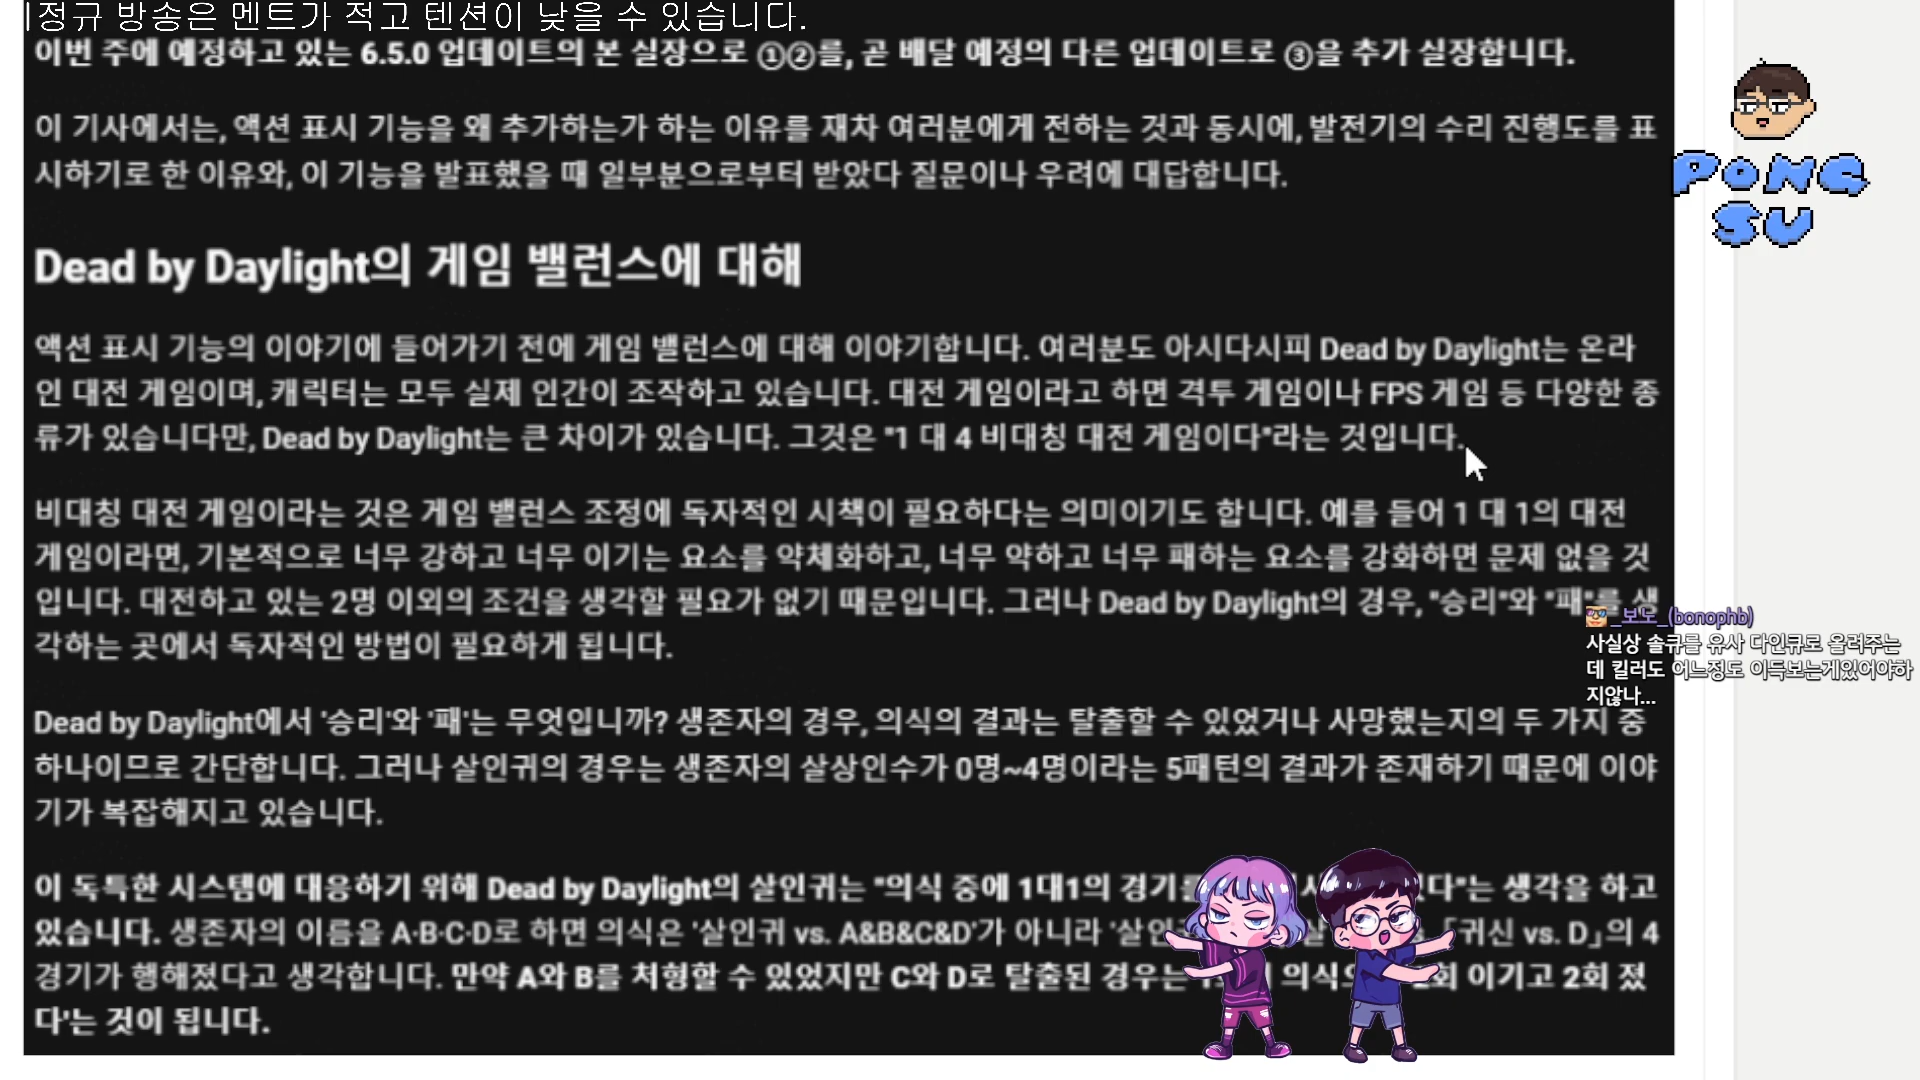 정규 방송은 멘트가 적고 텐션이 낮을 수 있습니다.
이번 주에 예정하고 있는 6.5.0 업데이트의 본 실장으로 ①②를, 곧 배달 예정의 다른 업데이트로 ③을 추가 실장합니다.
이 기사에서는, 액션 표시 기능을 왜 추가하는가 하는 이유를 재차 여러분에게 전하는 것과 동시에, 발전기의 수리 진행도를 표
시하기로 한 이유와, 이 기능을 발표했을 때 일부분으로부터 받았다 질문이나 우려에 대답합니다.
Dead by Daylight의 게임 밸런스에 대해
액션 표시 기능의 이야기에 들어가기 전에 게임 밸런스에 대해 이야기합니다. 여러분도 아시다시피 Dead by Daylight는 온라
인 대전 게임이며, 캐릭터는 모두 실제 인간이 조작하고 있습니다. 대전 게임이라고 하면 격투 게임이나 FPS 게임 등 다양한 종
류가 있습니다만, Dead by Daylight는 큰 차이가 있습니다. 그것은 "1 대 4 비대칭 대전 게임이다"라는 것입니다.
비대칭 대전 게임이라는 것은 게임 밸런스 조정에 독자적인 시책이 필요하다는 의미이기도 합니다. 예를 들어 1 대 1의 대전
게임이라면, 기본적으로 너무 강하고 너무 이기는 요소를 약체화하고, 너무 약하고 너무 패하는 요소를 강화하면 문제 없을 것
입니다. 대전하고 있는 2명 이외의 조건을 생각할 필요가 없기 때문입니다. 그러나 Dead by Daylight의 경우, "승리"와 "패"를 생
각하는 곳에서 독자적인 방법이 필요하게 됩니다.
Dead by Daylight에서 '승리'와 '패'는 무엇입니까? 생존자의 경우, 의식의 결과는 탈출할 수 있었거나 사망했는지의 두 가지 중
하나이므로 간단합니다. 그러나 살인귀의 경우는 생존자의 살상인수가 0명~4명이라는 5패턴의 결과가 존재하기 때문에 이야
기가 복잡해지고 있습니다.
이 독특한 시스템에 대응하기 위해 Dead by Daylight의 살인귀는 "의식 중에 1대1의 경기를 다"는 생각을 하고
있습니다. 생존자의 이름을 A·B·C·D로 하면 의식은 '살인귀 vs. A&B&C&D'가 아니라 '살인 「귀신 vs. D」의 4
경기가 행해졌다고 생각합니다. 만약 A와 B를 처형할 수 있었지만 C와 D로 탈출된 경우는 의식 이기고 2회 졌
다'는 것이 됩니다.
PONG
SU
_보노_(bonophb)
사실상 솔큐를 유사 다인큐로 올려주는
데 킬러도 어느정도 이득보는게있어야하
지않나...